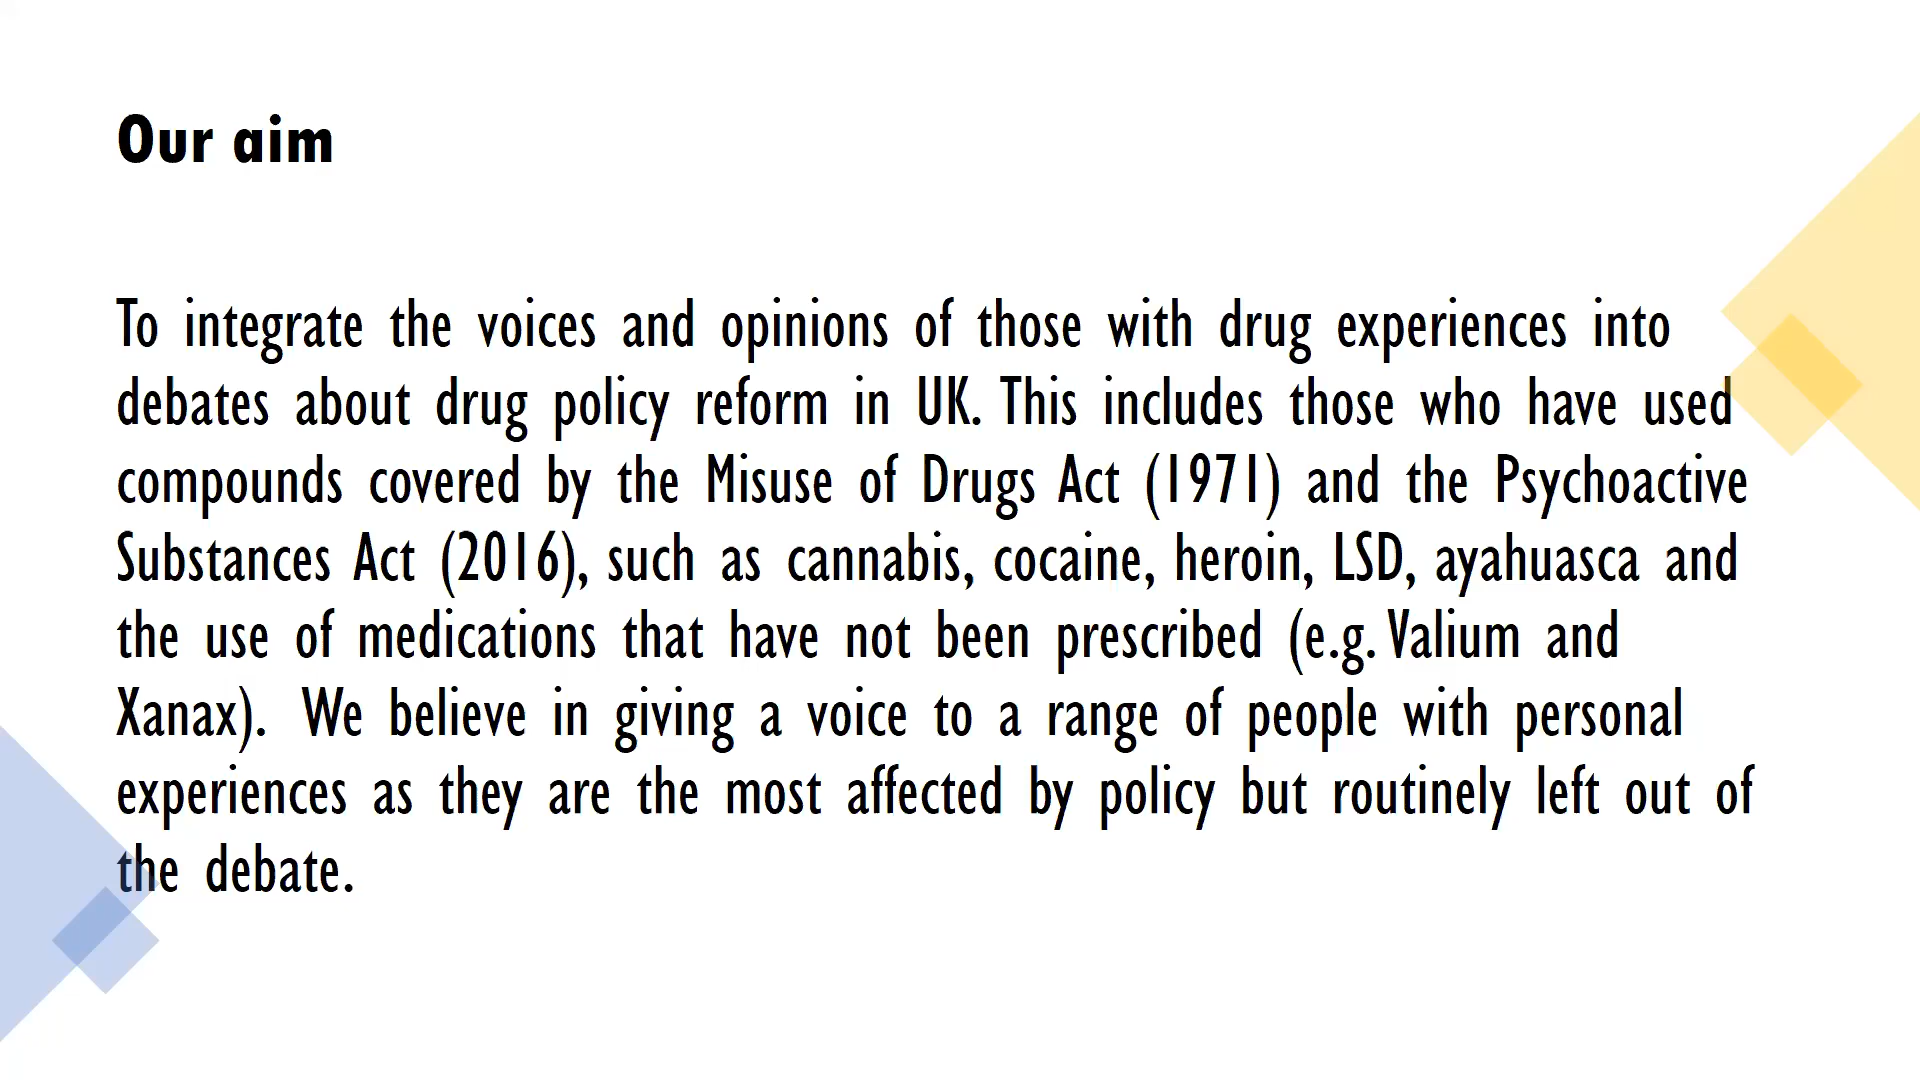 Our aim
To integrate the voices and opinions of those with drug experiences into
debates about drug policy reform in UK. This includes those who have used
compounds covered by the Misuse of Drugs Act (1971) and the Psychoactive
Substances Act (2016), such as cannabis, cocaine, heroin, LSD, ayahuasca and
the use of medications that have not been prescribed (e.g. Valium and
Xanax). We believe in giving a voice to a range of people with personal
experiences as they are the most affected by policy but routinely left out of
the debate.